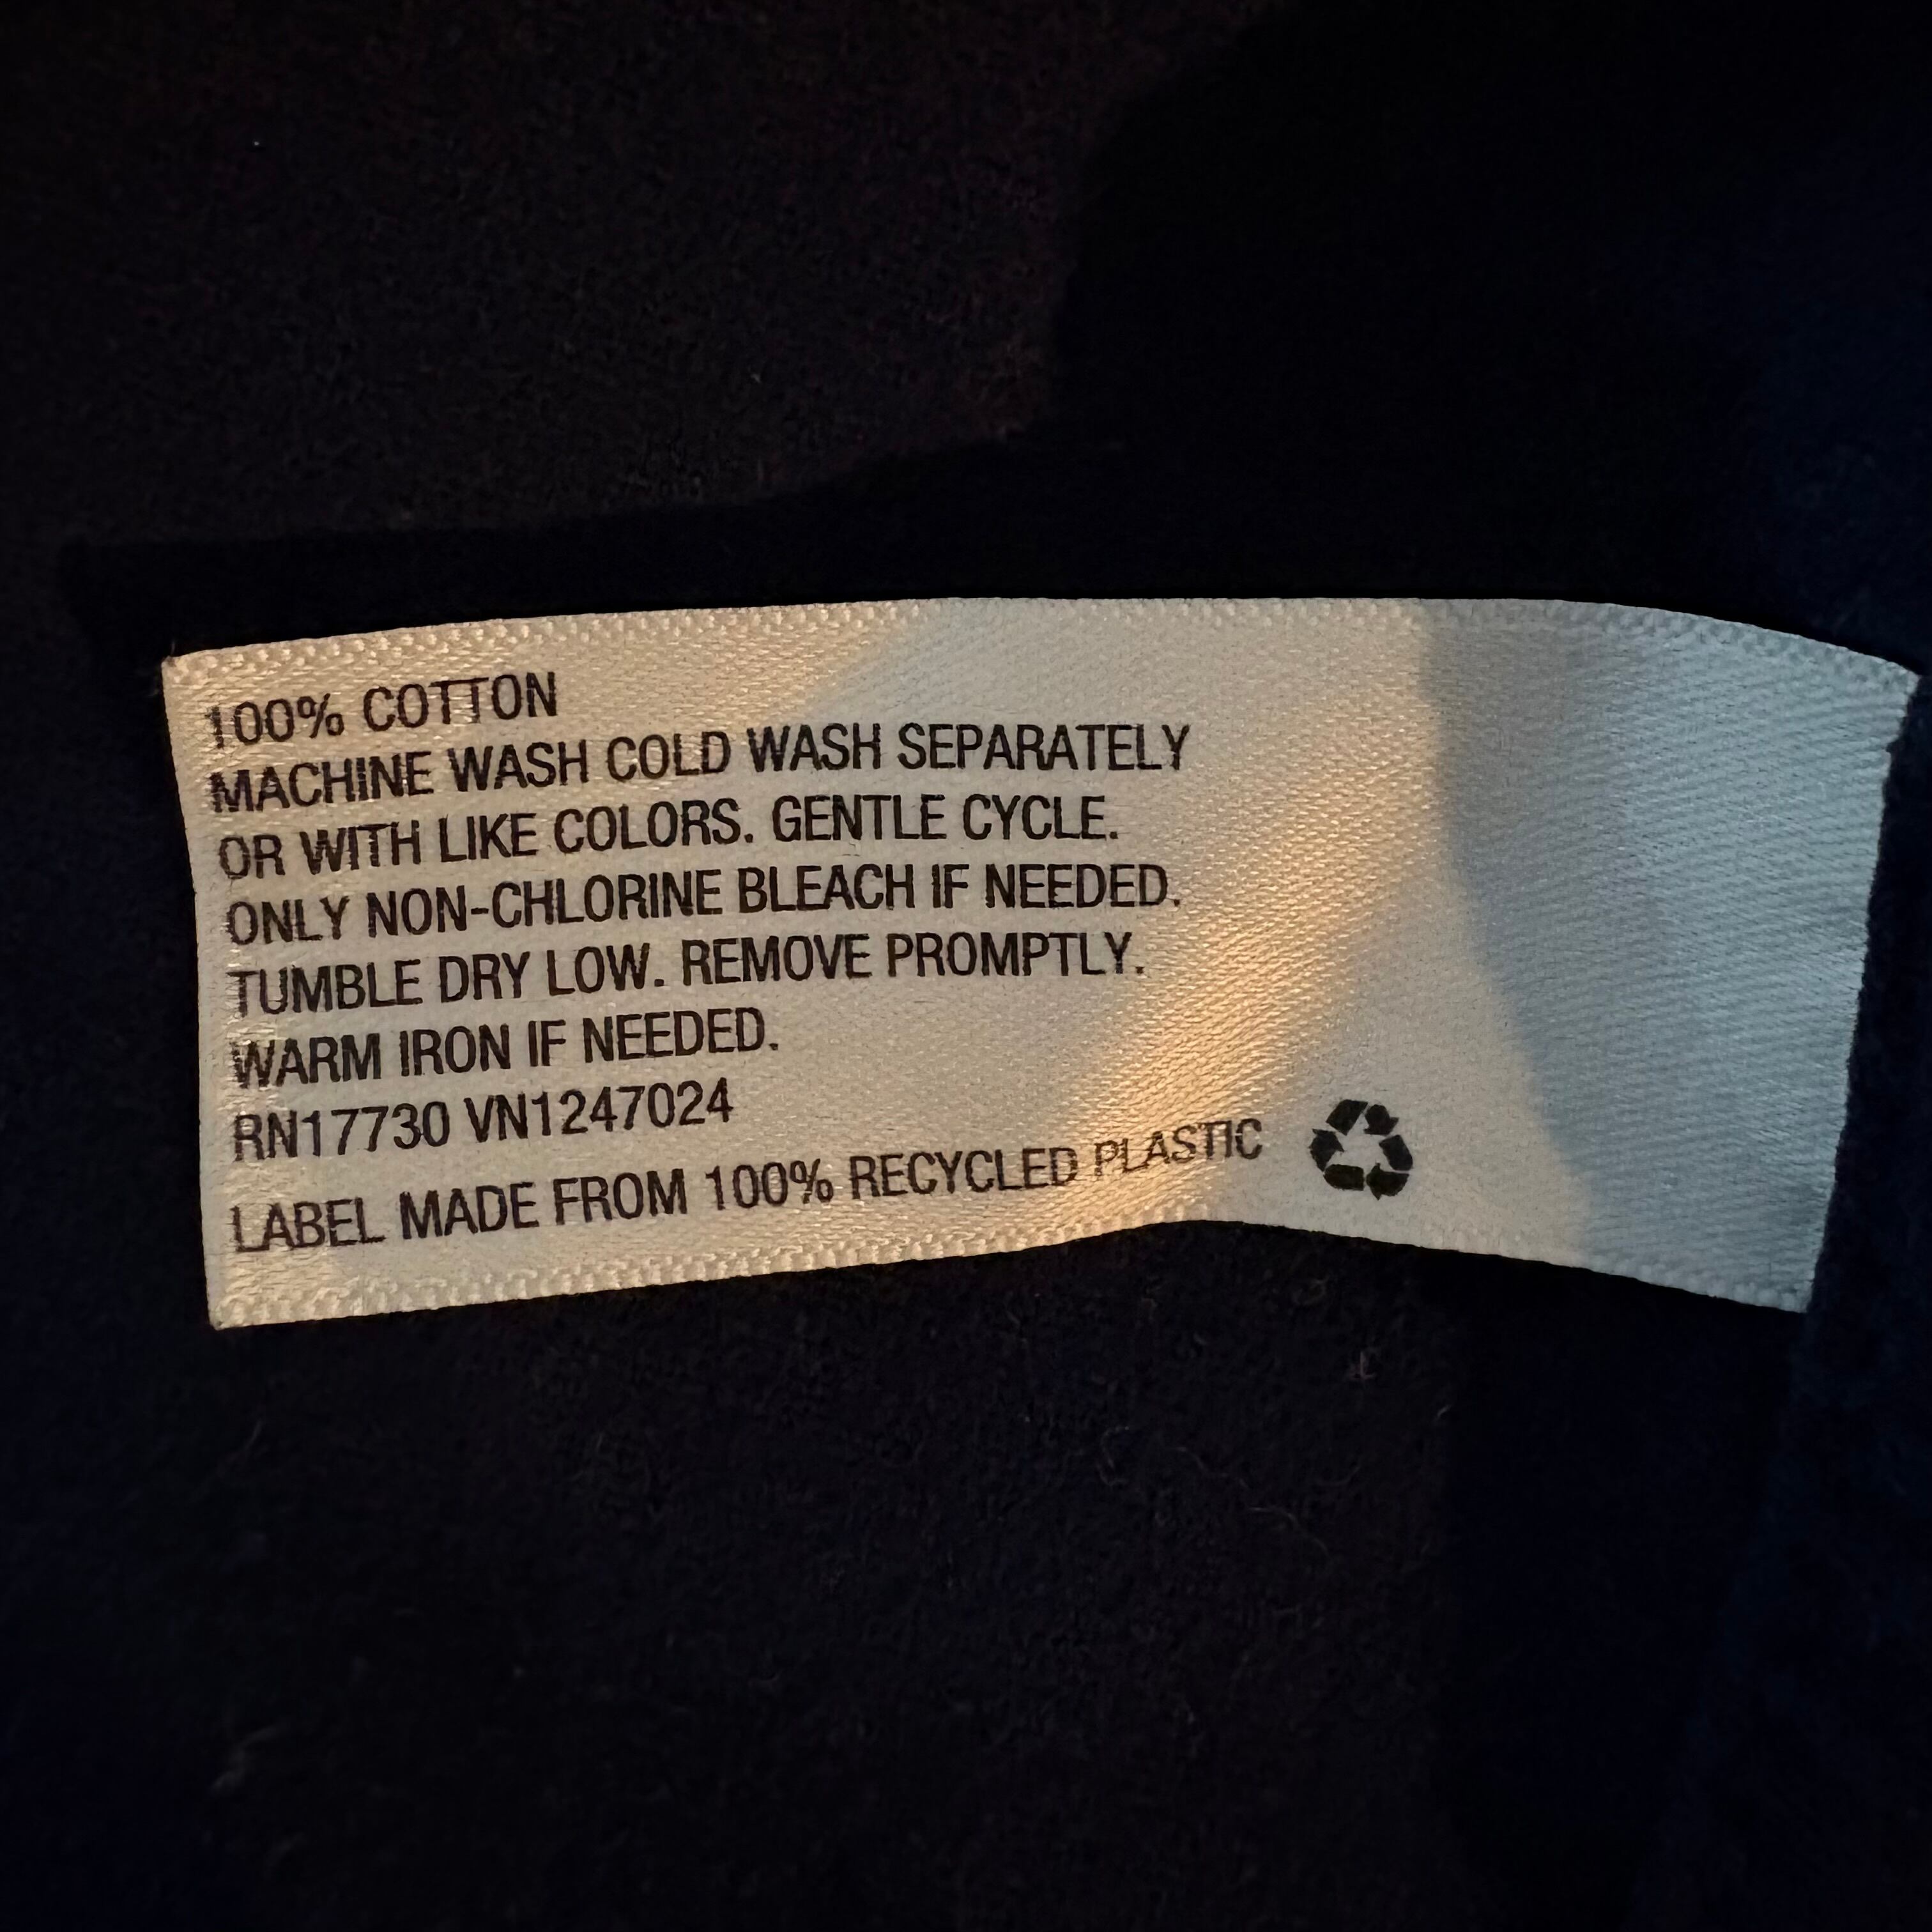 100% COTTON
MACHINE WASH COLD WASH SEPARATELY
OR WITH LIKE COLORS. GENTLE CYCLE.
ONLY NON-CHLORINE BLEACH IF NEEDED.
TUMBLE DRY LOW. REMOVE PROMPTLY.
WARM IRON IF NEEDED.
RN17730 VN1247024
LABEL MADE FROM 100% RECYCLED PLASTIC